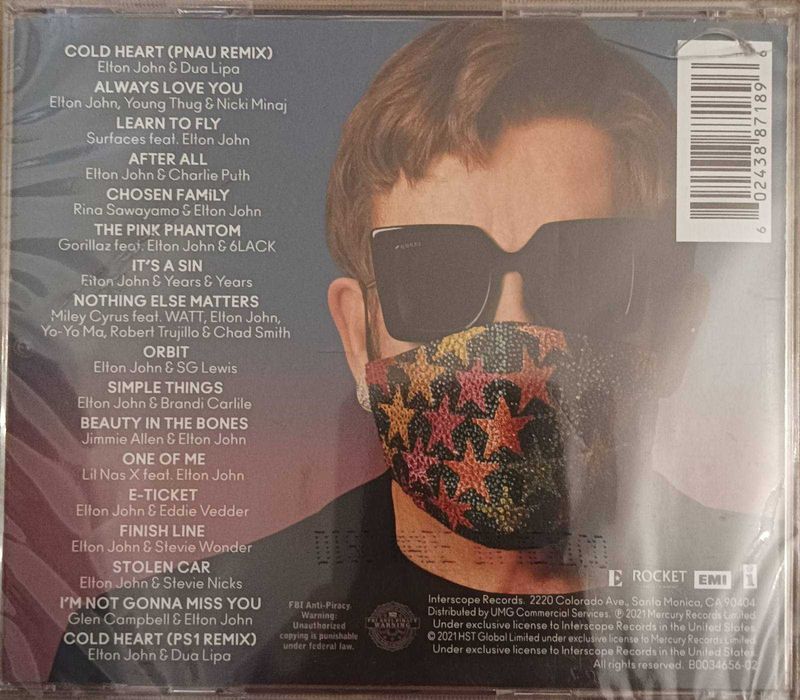 COLD HEART (PNAU REMIX)
Elton John & Dua Lipa
ALWAYS LOVE YOU
Elton John, Young Thug & Nicki Minaj
LEARN TO FLY
Surfaces feat. Elton John
AFTER ALL
Elton John & Charlie Puth
CHOSEN FAMILY
Rina Sawayama & Elton John
THE PINK PHANTOM
Gorillaz feat. Elton John & 6LACK
IT'S A SIN
Elton John & Years & Years
NOTHING ELSE MATTERS
Miley Cyrus feat. WATT, Elton John,
Yo-Yo Ma, Robert Trujillo & Chad Smith
ORBIT
Elton John & SG Lewis
SIMPLE THINGS
Elton John & Brandi Carlile
BEAUTY IN THE BONES
Jimmie Allen & Elton John
ONE OF ME
Lil Nas X feat. Elton John
E-TICKET
Elton John & Eddie Vedder
FINISH LINE
Elton John & Stevie Wonder
STOLEN CAR
Elton John & Stevie Nicks
I'M NOT GONNA MISS YOU
Glen Campbell & Elton John
COLD HEART (PS1 REMIX)
Elton John & Dua Lipa
6 02438 87189 6
GUCCI
FBI Anti-Piracy
Warning:
Unauthorized
copying is punishable
under federal law.
FBI ANTI-PIRACY
WARNING
E ROCKET EMI i
Interscope Records. 2220 Colorado Ave., Santa Monica, CA 90404.
Distributed by UMG Commercial Services. ℗ 2021 Mercury Records Limited
Under exclusive license to Interscope Records in the United States.
© 2021 HST Global Limited under exclusive license to Mercury Records Limited.
Under exclusive license to Interscope Records in the United States.
All rights reserved. B0034656-02